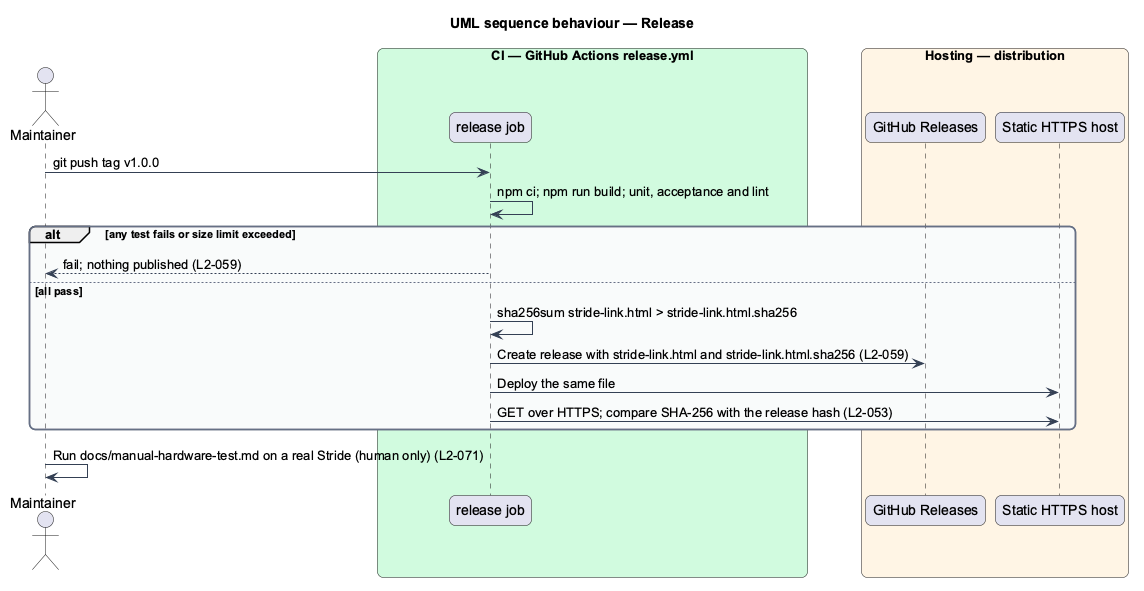 UML sequence behaviour — Release
CI — GitHub Actions release.yml
Hosting — distribution
Maintainer
release job
GitHub Releases
Static HTTPS host
git push tag v1.0.0
npm ci; npm run build; unit, acceptance and lint
alt
[any test fails or size limit exceeded]
fail; nothing published (L2-059)
[all pass]
sha256sum stride-link.html > stride-link.html.sha256
Create release with stride-link.html and stride-link.html.sha256 (L2-059)
Deploy the same file
GET over HTTPS; compare SHA-256 with the release hash (L2-053)
Run docs/manual-hardware-test.md on a real Stride (human only) (L2-071)
Maintainer
release job
GitHub Releases
Static HTTPS host